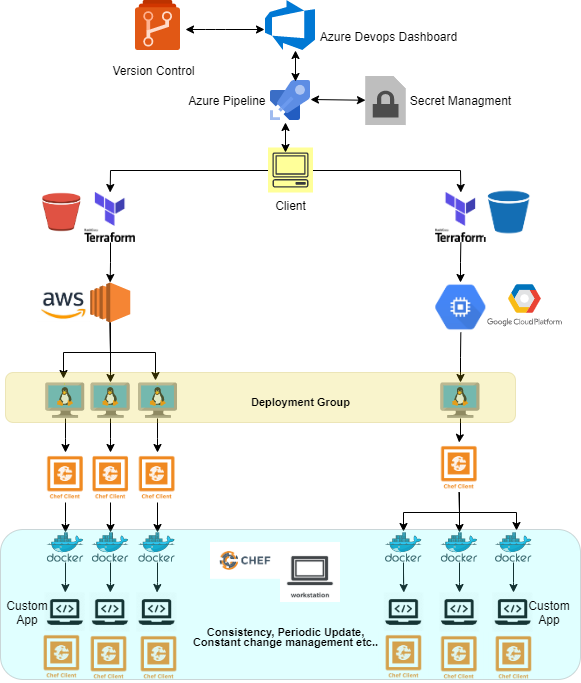 Azure Devops Dashboard
Version Control
Azure Pipeline
Secret Managment
Client
HashiCorp
Terraform
HashiCorp
Terraform
aws
Google Cloud Platform
Deployment Group
Chef Client
Chef Client
Chef Client
Chef Client
docker
docker
docker
CHEF
workstation
docker
docker
docker
Custom
App
Custom
App
Consistency, Periodic Update,
Constant change management etc..
Chef Client
Chef Client
Chef Client
Chef Client
Chef Client
Chef Client